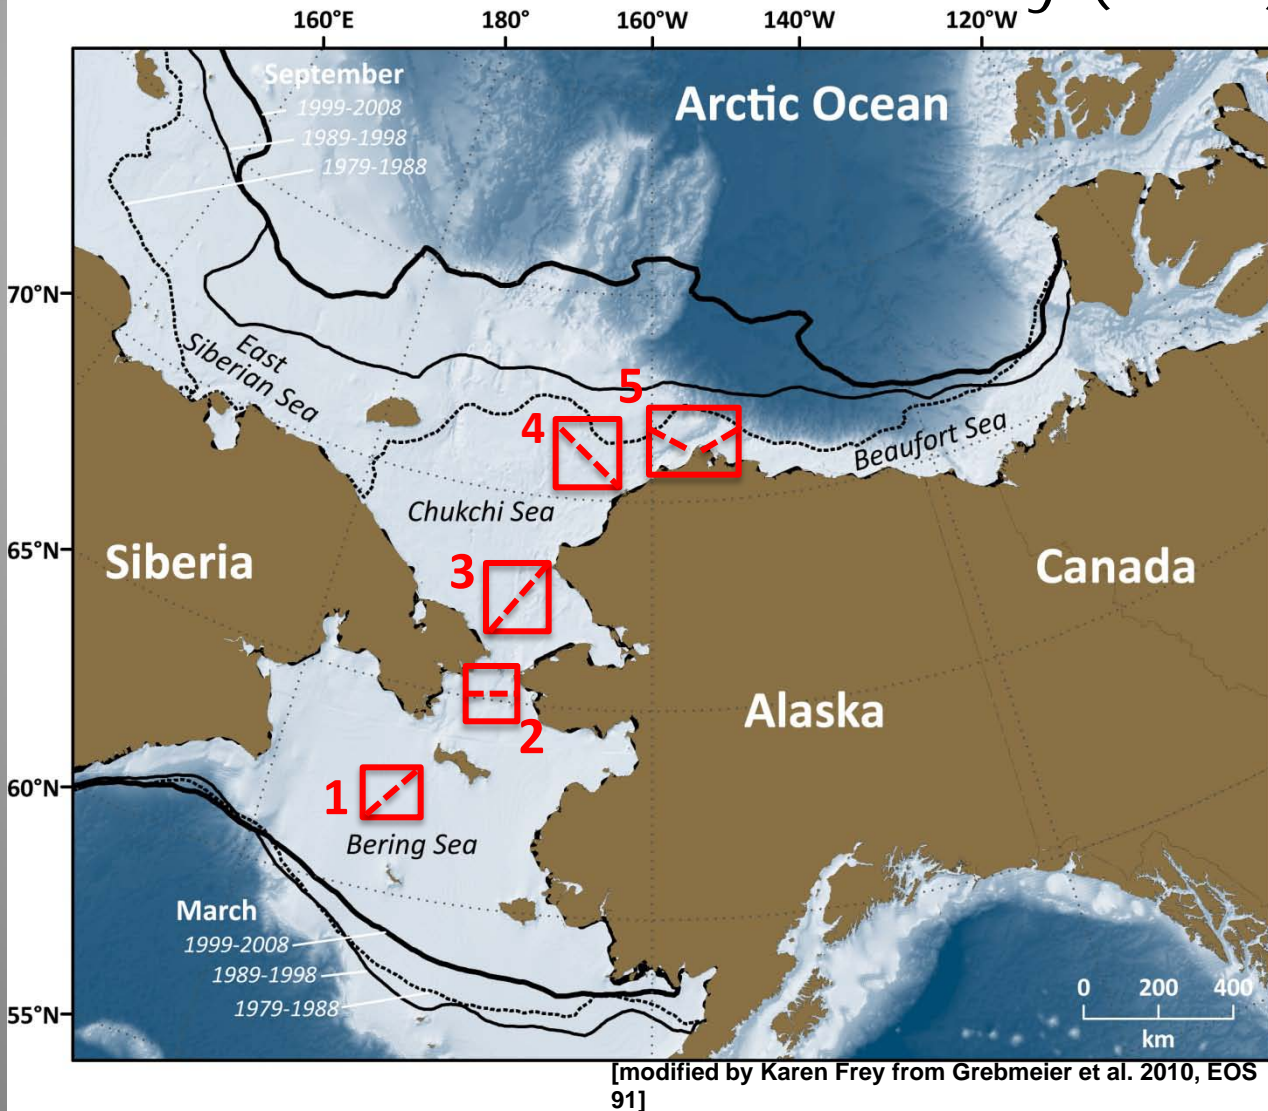 160°E 180° 160°W 140°W 120°W
September
1999-2008
1989-1998
1979-1988
Arctic Ocean
70°N
East
Siberian Sea
5
4
Beaufort Sea
Chukchi Sea
65°N
Siberia
3
Canada
Alaska
2
60°N
1
Bering Sea
March
1999-2008
1989-1998
1979-1988
0 200 400
km
55°N
[modified by Karen Frey from Grebmeier et al. 2010, EOS
91]